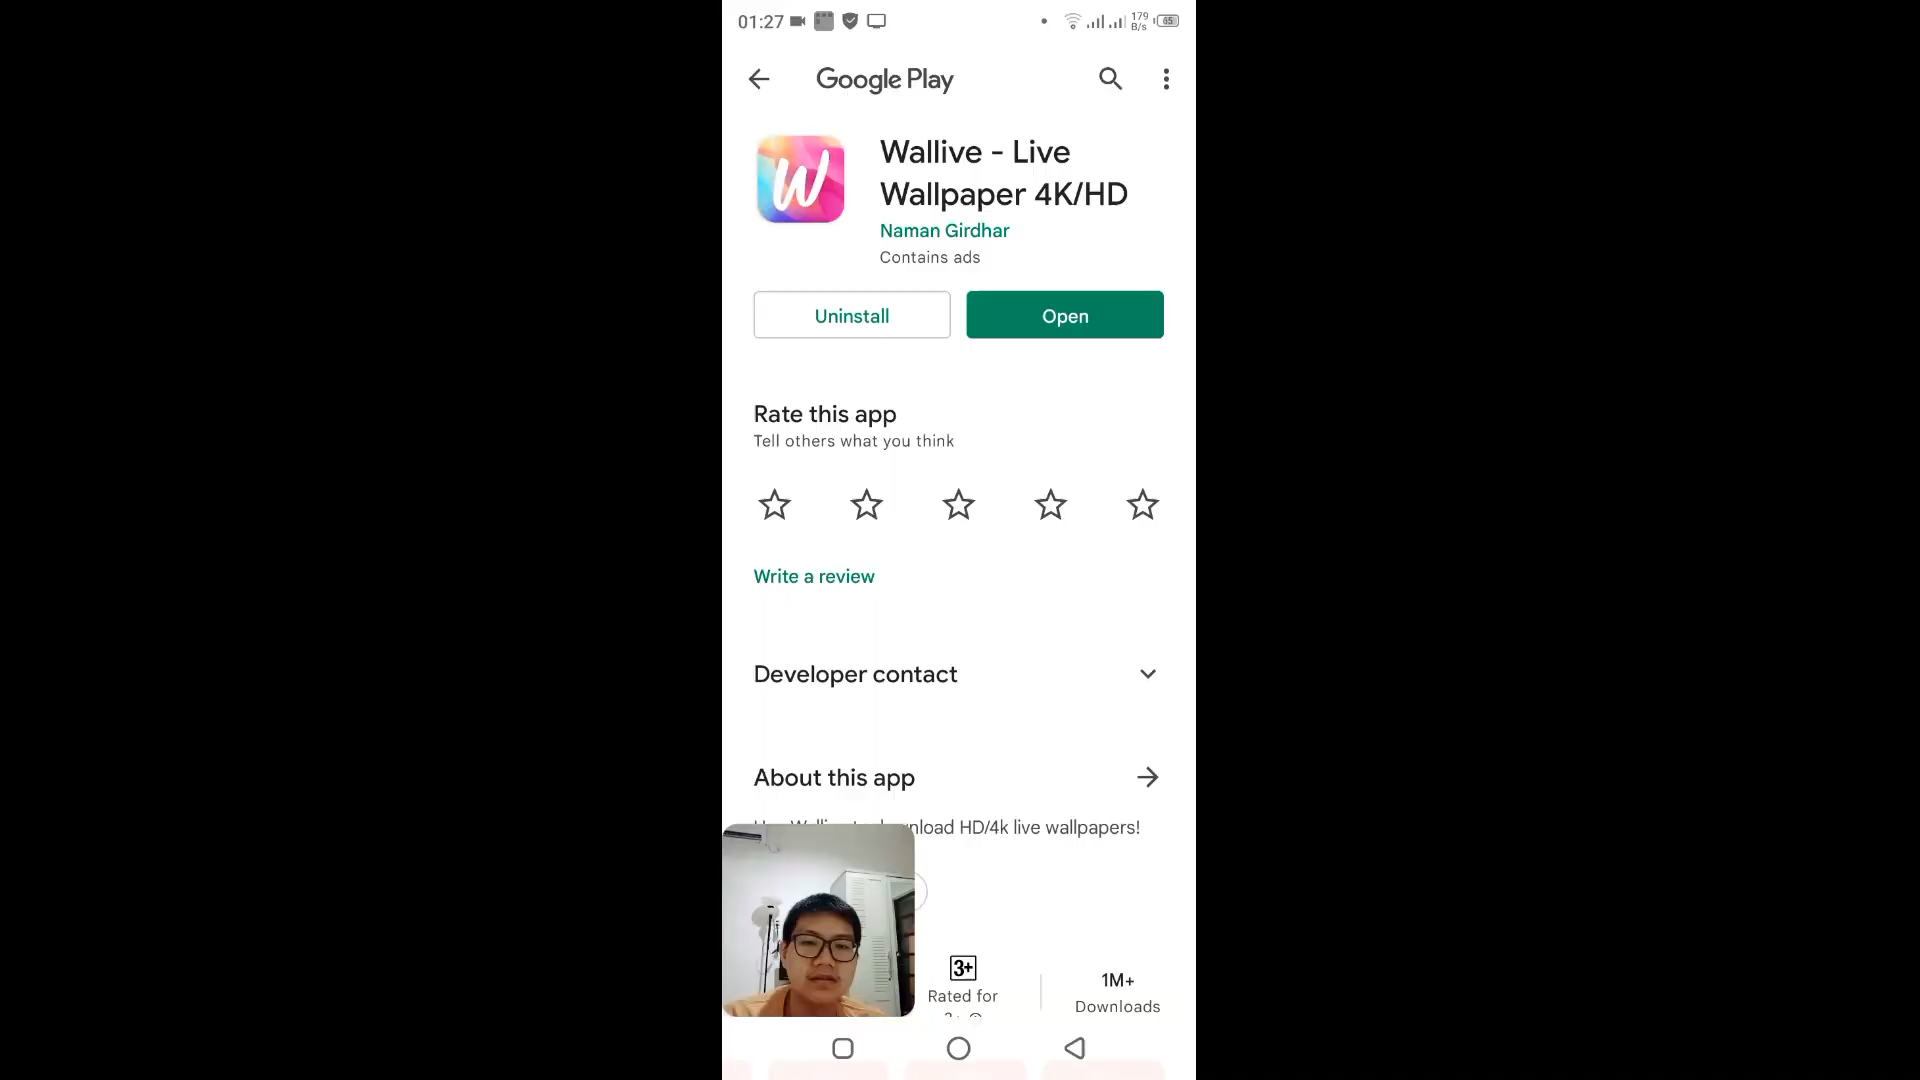 01:27
179
B/s
65
Google Play
W
Wallive - Live
Wallpaper 4K/HD
Naman Girdhar
Contains ads
Uninstall
Open
Rate this app
Tell others what you think
Write a review
Developer contact
About this app
HD/4k live wallpapers!
3+
Rated for
1M+
Downloads